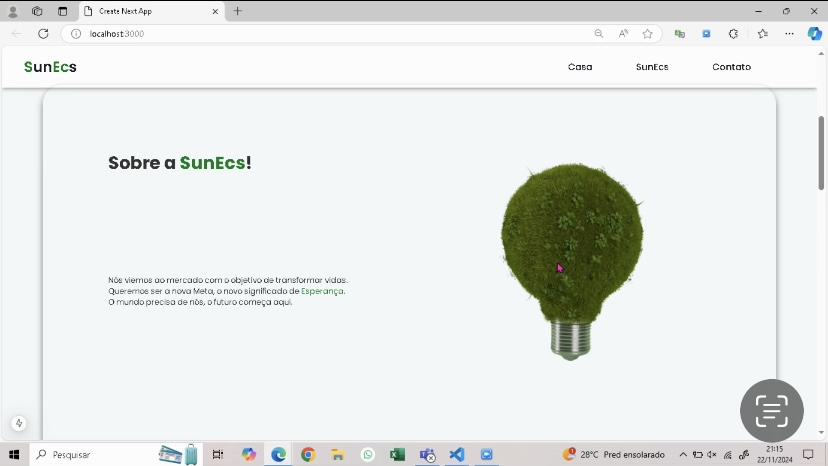 Create Next App
localhost:3000
SunEcs
Casa
SunEcs
Contato
Sobre a SunEcs!
Nós viemos ao mercado com o objetivo de transformar vidas.
Queremos ser a nova Meta, o novo significado de Esperança.
O mundo precisa de nós, o futuro começa aqui.
Pesquisar
28°C Pred ensolarado
21:15
22/11/2024